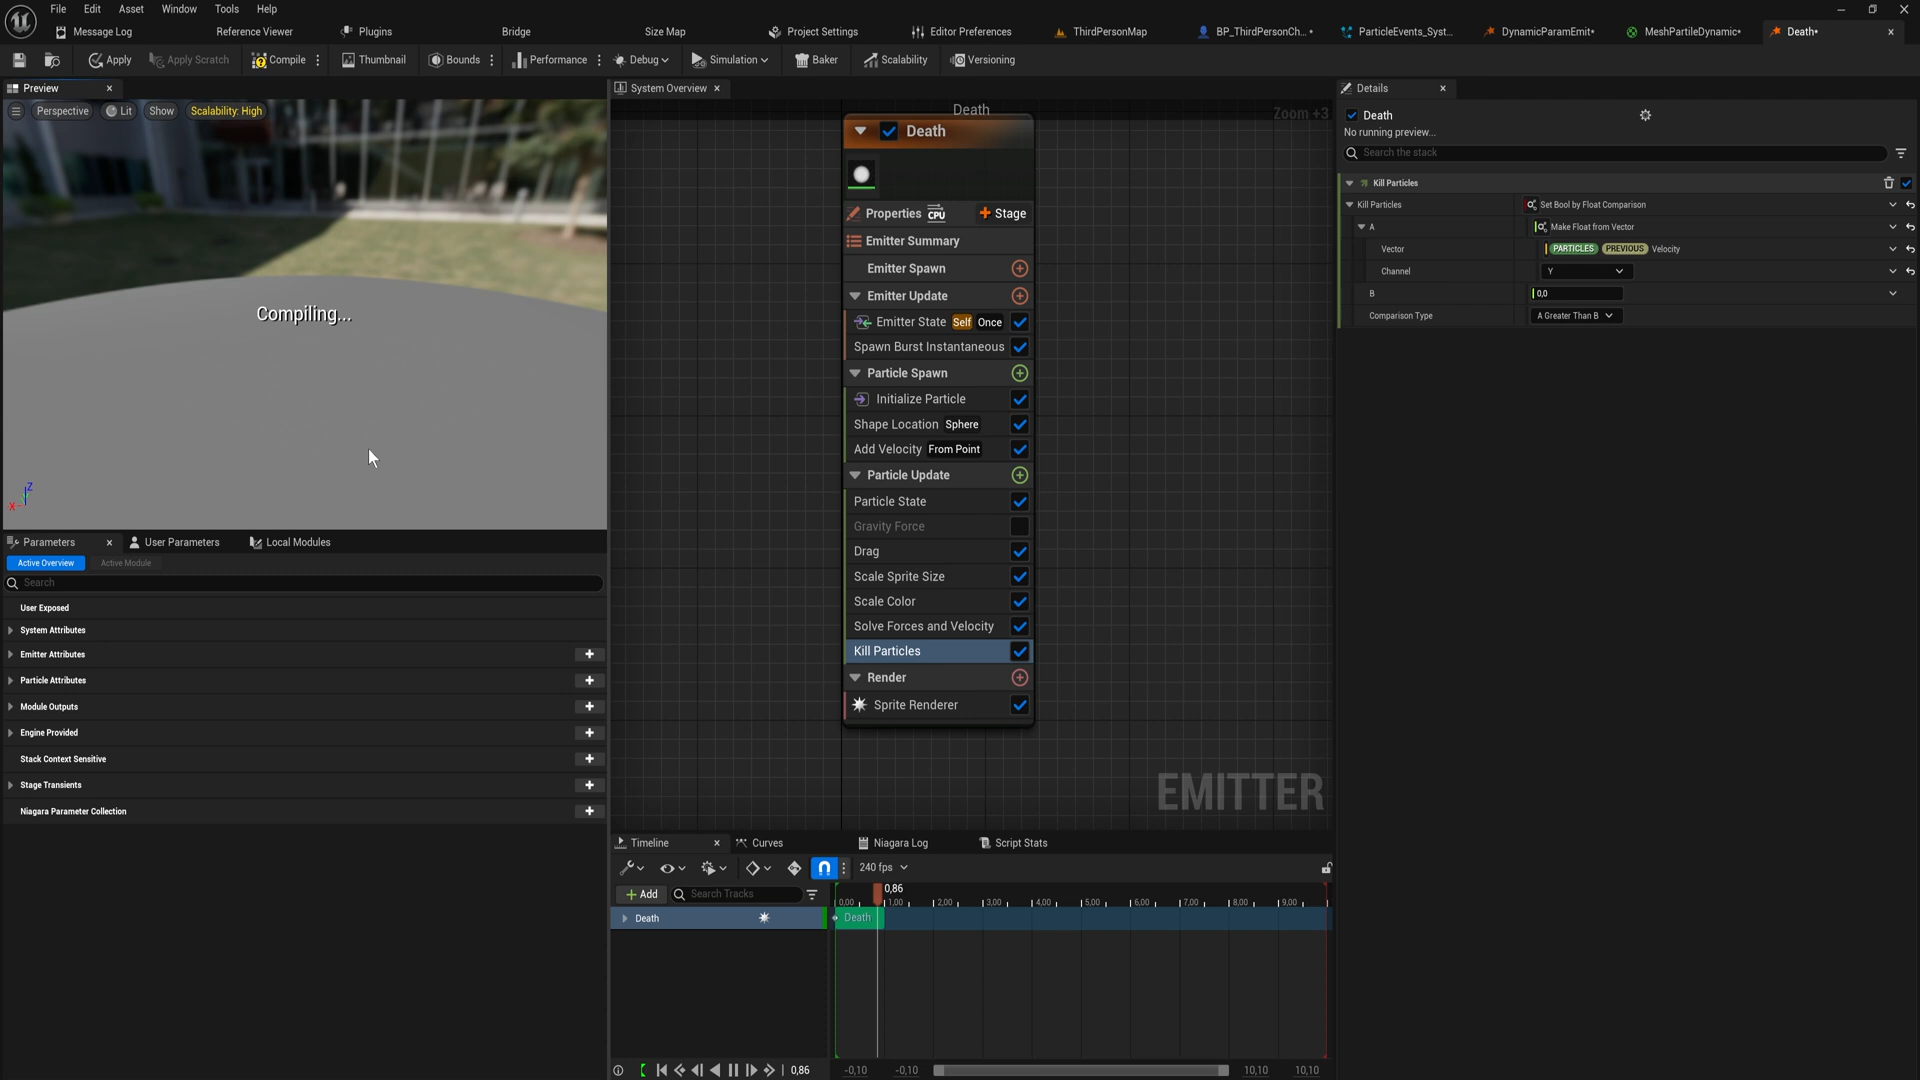 File Edit Asset Window Tools Help
Message Log Reference Viewer Plugins Bridge Size Map Project Settings Editor Preferences ThirdPersonMap BP_ThirdPersonCh...* ParticleEvents_Syst... DynamicParamEmit* MeshPartileDynamic* Death*
Apply Apply Scratch Compile Thumbnail Bounds Performance Debug Simulation Baker Scalability Versioning
Preview
Perspective Lit Show Scalability: High
Compiling...
Z
X
Parameters User Parameters Local Modules
Active Overview Active Module
Search
User Exposed
System Attributes
Emitter Attributes
Particle Attributes
Module Outputs
Engine Provided
Stack Context Sensitive
Stage Transients
Niagara Parameter Collection
System Overview
Death
Zoom +3
Death
Properties CPU Stage
Emitter Summary
Emitter Spawn
Emitter Update
Emitter State Self Once
Spawn Burst Instantaneous
Particle Spawn
Initialize Particle
Shape Location Sphere
Add Velocity From Point
Particle Update
Particle State
Gravity Force
Drag
Scale Sprite Size
Scale Color
Solve Forces and Velocity
Kill Particles
Render
Sprite Renderer
EMITTER
Timeline Curves Niagara Log Script Stats
240 fps
Add Search Tracks
0,86
0,00 1,00 2,00 3,00 4,00 5,00 6,00 7,00 8,00 9,00
Death Death
0,86 -0,10 -0,10 10,10 10,10
Details
Death
No running preview...
Search the stack
Kill Particles
Kill Particles Set Bool by Float Comparison
A Make Float from Vector
Vector PARTICLES PREVIOUS Velocity
Channel Y
B 0,0
Comparison Type A Greater Than B